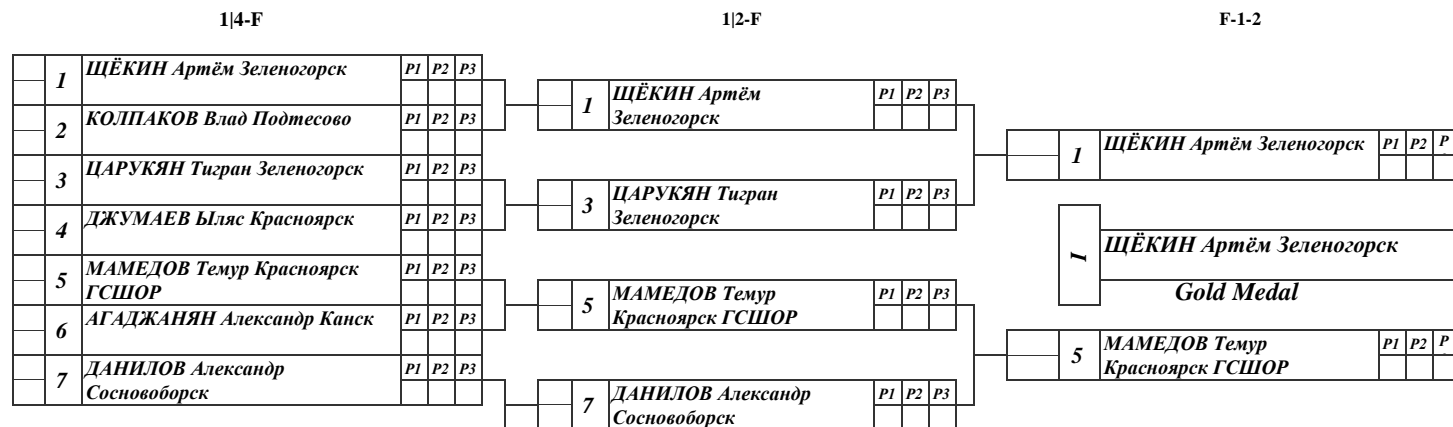 1|4-F 1|2-F F-1-2
1 ЩЁКИН Артём Зеленогорск P1 P2 P3
2 КОЛПАКОВ Влад Подтесово P1 P2 P3
3 ЦАРУКЯН Тигран Зеленогорск P1 P2 P3
4 ДЖУМАЕВ Ыляс Красноярск P1 P2 P3
5 МАМЕДОВ Темур Красноярск P1 P2 P3
ГСШОР
6 АГАДЖАНЯН Александр Канск P1 P2 P3
7 ДАНИЛОВ Александр P1 P2 P3
Сосновоборск
1 ЩЁКИН Артём P1 P2 P3
Зеленогорск
3 ЦАРУКЯН Тигран P1 P2 P3
Зеленогорск
5 МАМЕДОВ Темур P1 P2 P3
Красноярск ГСШОР
7 ДАНИЛОВ Александр P1 P2 P3
Сосновоборск
1 ЩЁКИН Артём Зеленогорск P1 P2 P
I ЩЁКИН Артём Зеленогорск
Gold Medal
5 МАМЕДОВ Темур P1 P2 P
Красноярск ГСШОР